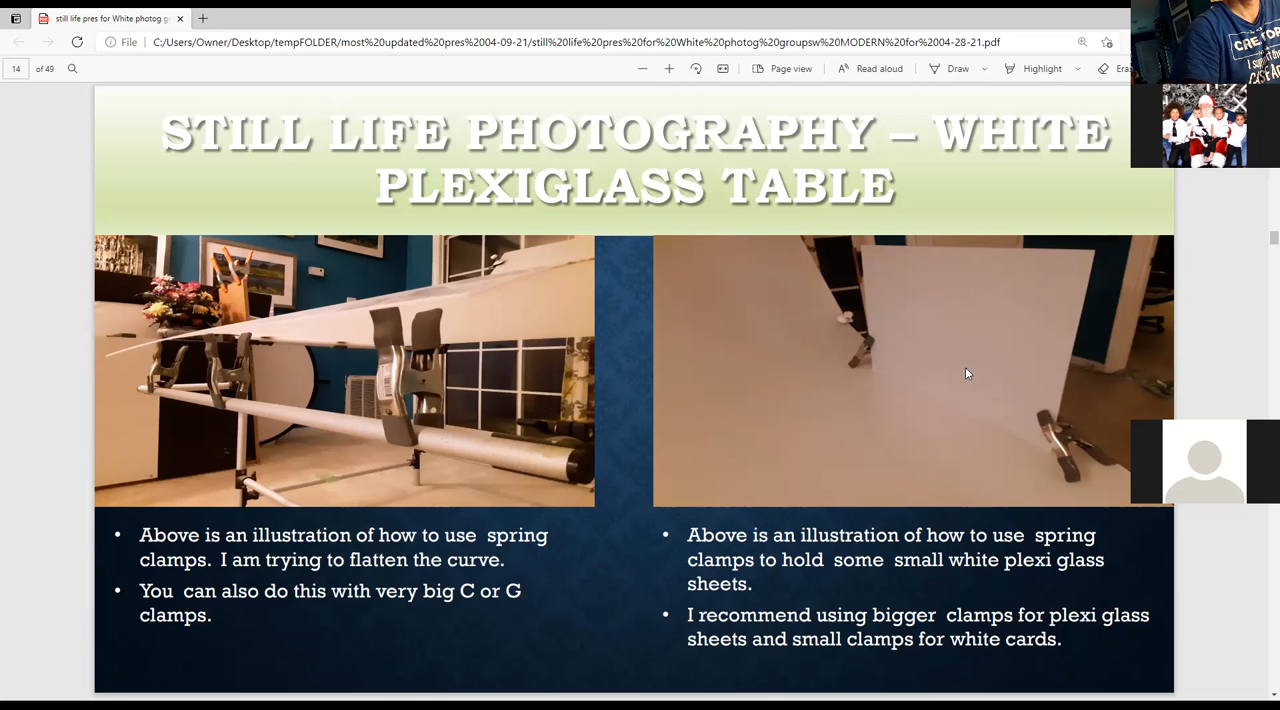 still life pres for White photog g
File
C:/Users/Owner/Desktop/tempFOLDER/most%20updated%20pres%2004-09-21/still%20life%20pres%20for%20White%20photog%20groupsw%20MODERN%20for%2004-28-21.pdf
14 of 49
Page view
Read aloud
Draw
Highlight
STILL LIFE PHOTOGRAPHY – WHITE
PLEXIGLASS TABLE
• Above is an illustration of how to use spring
clamps. I am trying to flatten the curve.
• You can also do this with very big C or G
clamps.
• Above is an illustration of how to use spring
clamps to hold some small white plexi glass
sheets.
• I recommend using bigger clamps for plexi glass
sheets and small clamps for white cards.